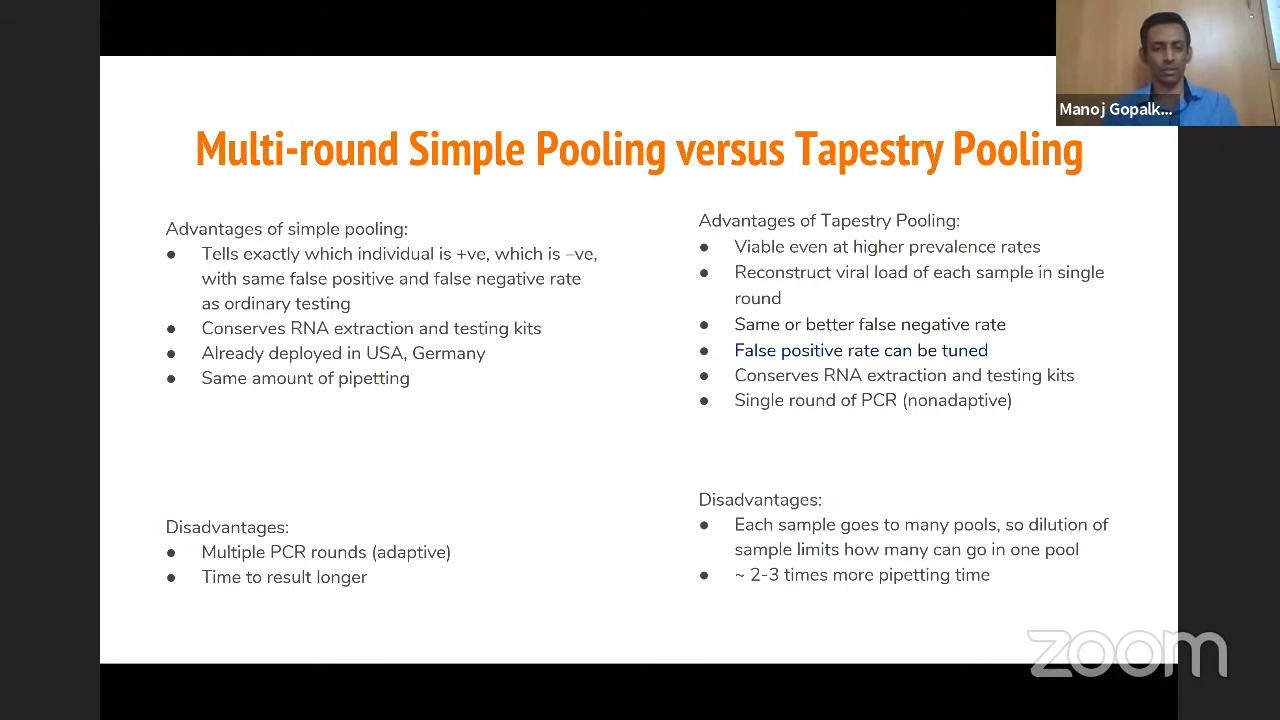 Manoj Gopalk...
Multi-round Simple Pooling versus Tapestry Pooling
Advantages of simple pooling:
● Tells exactly which individual is +ve, which is –ve,
with same false positive and false negative rate
as ordinary testing
● Conserves RNA extraction and testing kits
● Already deployed in USA, Germany
● Same amount of pipetting
Disadvantages:
● Multiple PCR rounds (adaptive)
● Time to result longer
Advantages of Tapestry Pooling:
● Viable even at higher prevalence rates
● Reconstruct viral load of each sample in single
round
● Same or better false negative rate
● False positive rate can be tuned
● Conserves RNA extraction and testing kits
● Single round of PCR (nonadaptive)
Disadvantages:
● Each sample goes to many pools, so dilution of
sample limits how many can go in one pool
● ~ 2-3 times more pipetting time
zoom